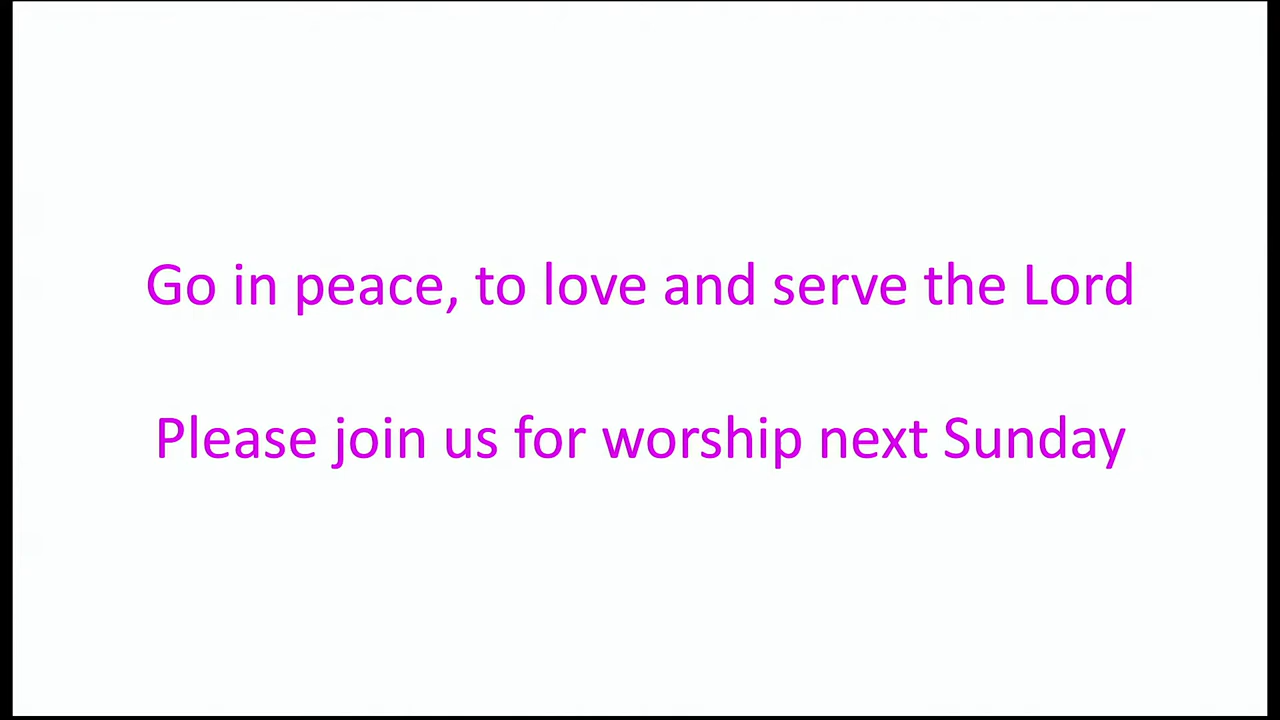 Go in peace, to love and serve the Lord
Please join us for worship next Sunday